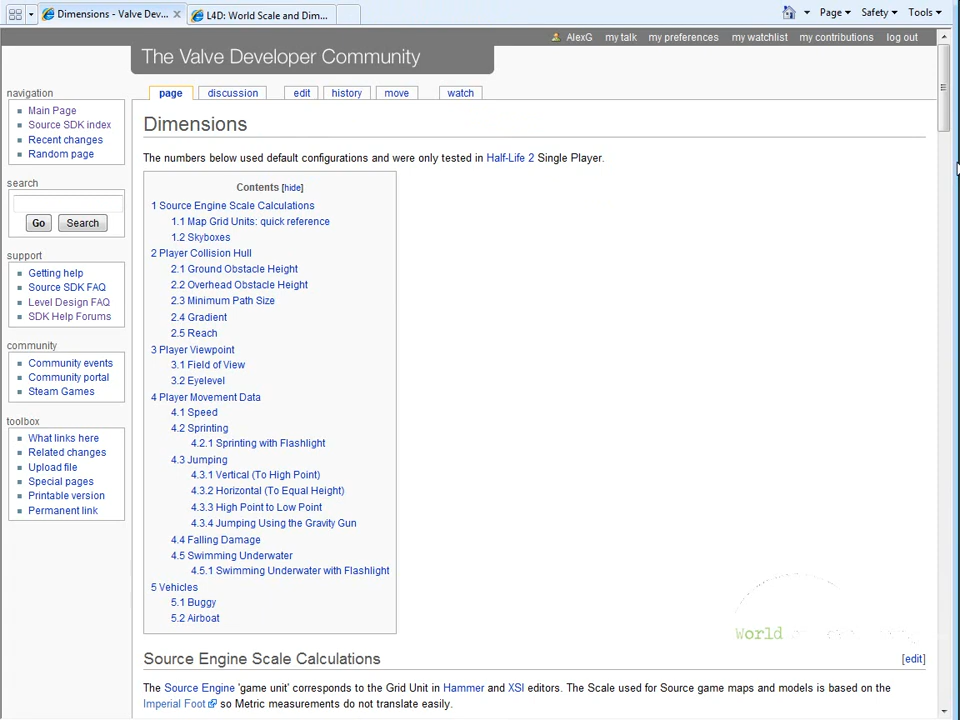 Dimensions - Valve Dev...
L4D: World Scale and Dim...
Page
Safety
Tools
AlexG
my talk
my preferences
my watchlist
my contributions
log out
The Valve Developer Community
page
discussion
edit
history
move
watch
navigation
Main Page
Source SDK index
Recent changes
Random page
search
Go
Search
support
Getting help
Source SDK FAQ
Level Design FAQ
SDK Help Forums
community
Community events
Community portal
Steam Games
toolbox
What links here
Related changes
Upload file
Special pages
Printable version
Permanent link
Dimensions
The numbers below used default configurations and were only tested in Half-Life 2 Single Player.
Contents [hide]
1 Source Engine Scale Calculations
1.1 Map Grid Units: quick reference
1.2 Skyboxes
2 Player Collision Hull
2.1 Ground Obstacle Height
2.2 Overhead Obstacle Height
2.3 Minimum Path Size
2.4 Gradient
2.5 Reach
3 Player Viewpoint
3.1 Field of View
3.2 Eyelevel
4 Player Movement Data
4.1 Speed
4.2 Sprinting
4.2.1 Sprinting with Flashlight
4.3 Jumping
4.3.1 Vertical (To High Point)
4.3.2 Horizontal (To Equal Height)
4.3.3 High Point to Low Point
4.3.4 Jumping Using the Gravity Gun
4.4 Falling Damage
4.5 Swimming Underwater
4.5.1 Swimming Underwater with Flashlight
5 Vehicles
5.1 Buggy
5.2 Airboat
World
Source Engine Scale Calculations
[edit]
The Source Engine 'game unit' corresponds to the Grid Unit in Hammer and XSI editors. The Scale used for Source game maps and models is based on the
Imperial Foot so Metric measurements do not translate easily.